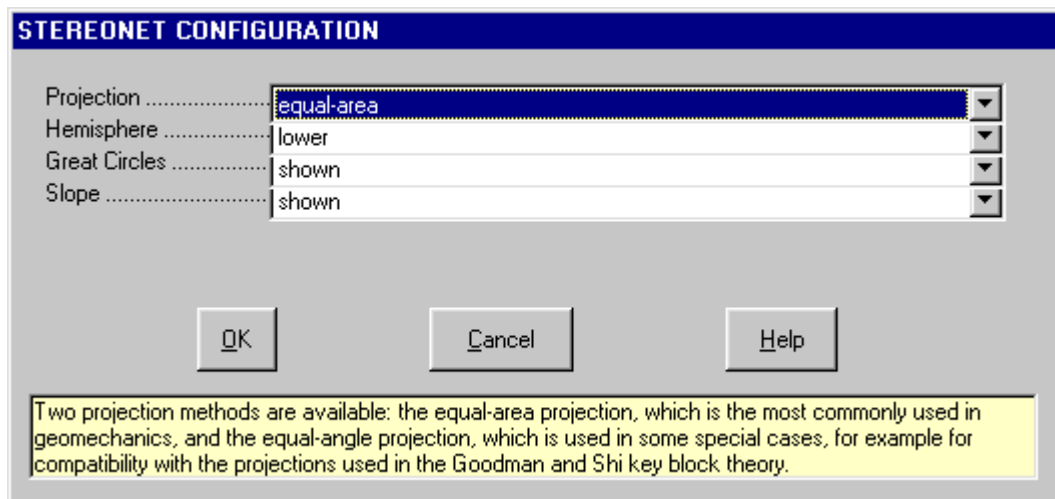 STEREONET CONFIGURATION
Projection ..................... equal-area
Hemisphere .................. lower
Great Circles ................ shown
Slope ........................... shown
OK Cancel Help
Two projection methods are available: the equal-area projection, which is the most commonly used in
geomechanics, and the equal-angle projection, which is used in some special cases, for example for
compatibility with the projections used in the Goodman and Shi key block theory.